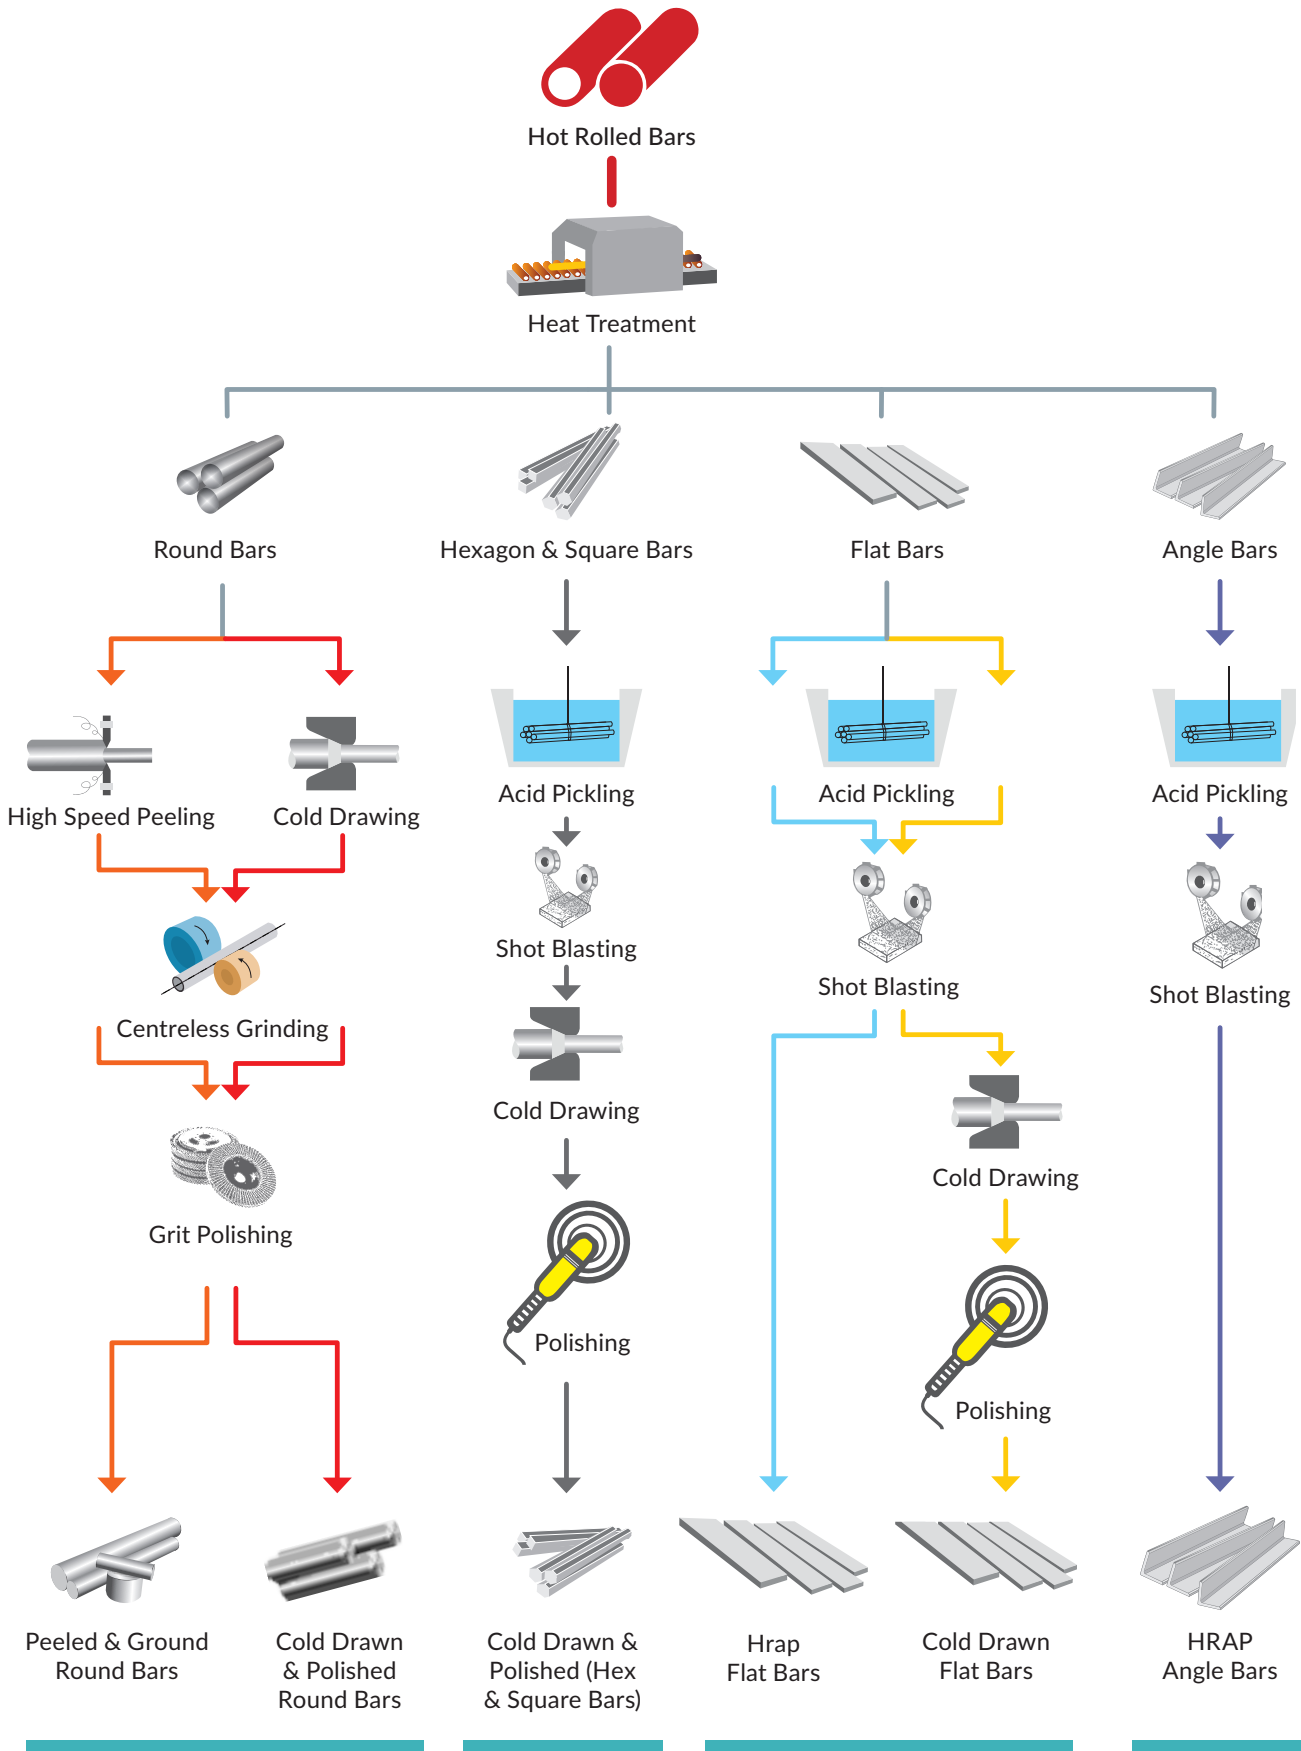 Hot Rolled Bars
Heat Treatment
Round Bars
Hexagon & Square Bars
Flat Bars
Angle Bars
High Speed Peeling
Cold Drawing
Acid Pickling
Acid Pickling
Acid Pickling
Shot Blasting
Shot Blasting
Shot Blasting
Centreless Grinding
Cold Drawing
Cold Drawing
Grit Polishing
Polishing
Polishing
Peeled & Ground
Round Bars
Cold Drawn
& Polished
Round Bars
Cold Drawn &
Polished (Hex
& Square Bars)
Hrap
Flat Bars
Cold Drawn
Flat Bars
HRAP
Angle Bars